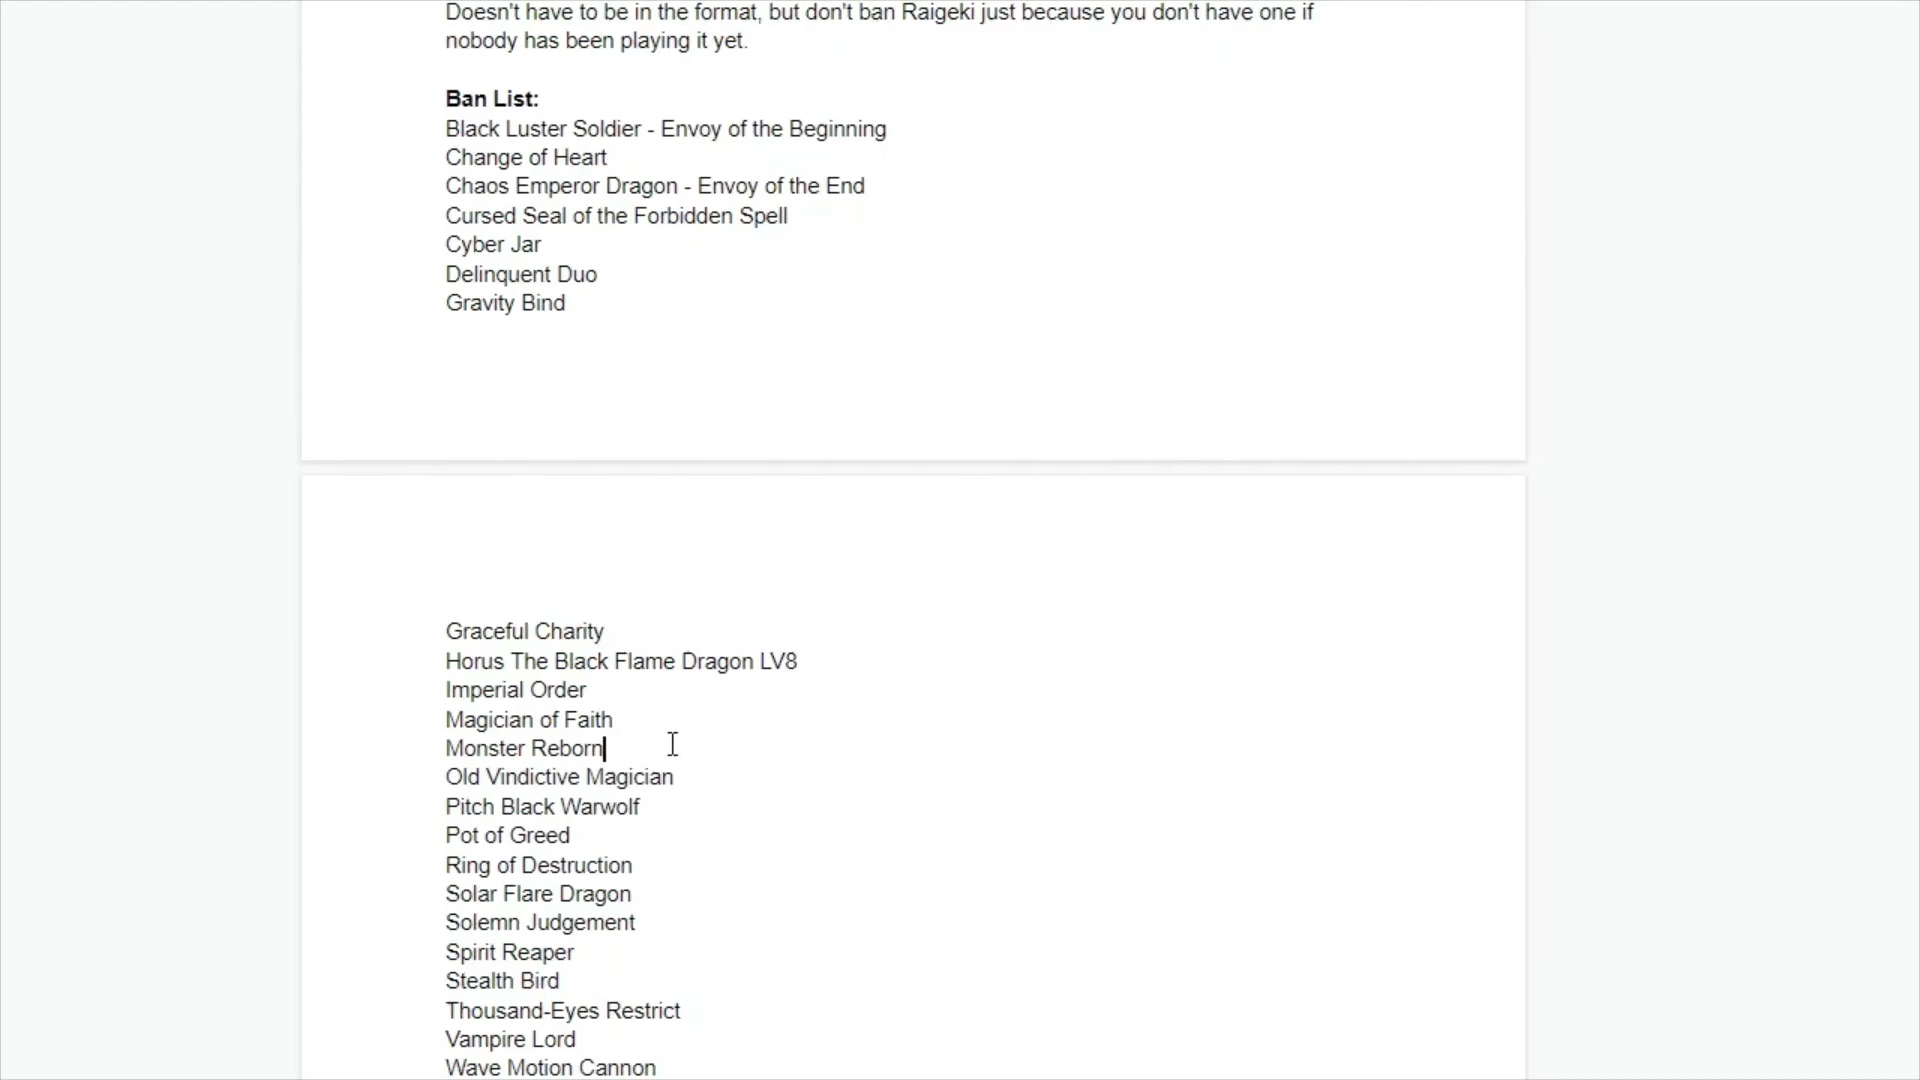 Doesn't have to be in the format, but don't ban Raigeki just because you don't have one if
nobody has been playing it yet.
Ban List:
Black Luster Soldier - Envoy of the Beginning
Change of Heart
Chaos Emperor Dragon - Envoy of the End
Cursed Seal of the Forbidden Spell
Cyber Jar
Delinquent Duo
Gravity Bind
Graceful Charity
Horus The Black Flame Dragon LV8
Imperial Order
Magician of Faith
Monster Reborn
Old Vindictive Magician
Pitch Black Warwolf
Pot of Greed
Ring of Destruction
Solar Flare Dragon
Solemn Judgement
Spirit Reaper
Stealth Bird
Thousand-Eyes Restrict
Vampire Lord
Wave Motion Cannon